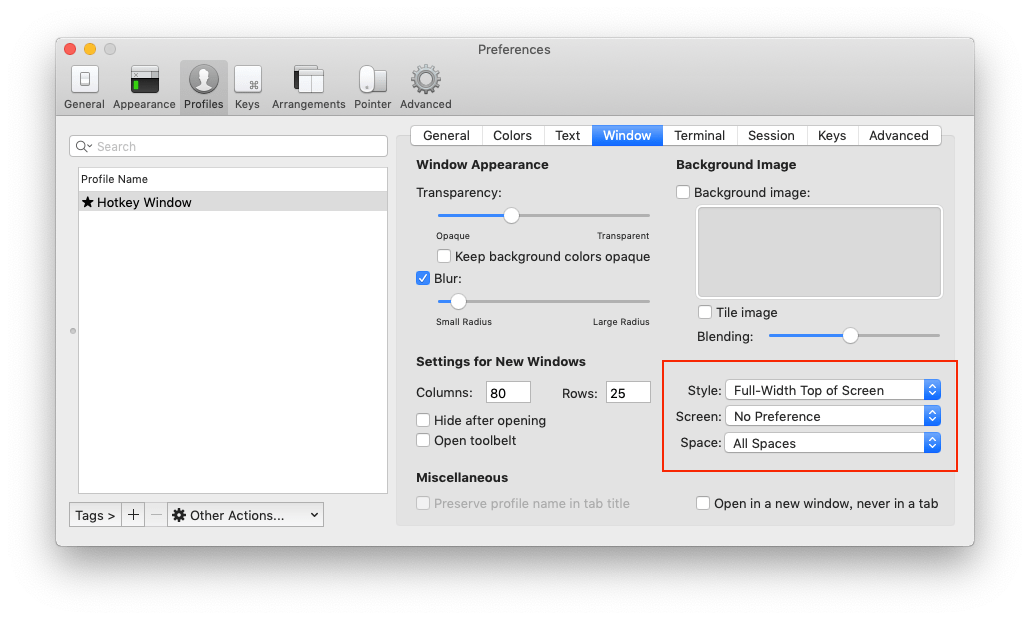 Preferences
General Appearance Profiles Keys Arrangements Pointer Advanced
Search
Profile Name
Hotkey Window
Tags >
Other Actions...
General Colors Text Window Terminal Session Keys Advanced
Window Appearance
Transparency:
Opaque Transparent
Keep background colors opaque
Blur:
Small Radius Large Radius
Background Image
Background image:
Tile image
Blending:
Settings for New Windows
Columns: 80 Rows: 25
Hide after opening
Open toolbelt
Style: Full-Width Top of Screen
Screen: No Preference
Space: All Spaces
Miscellaneous
Preserve profile name in tab title
Open in a new window, never in a tab